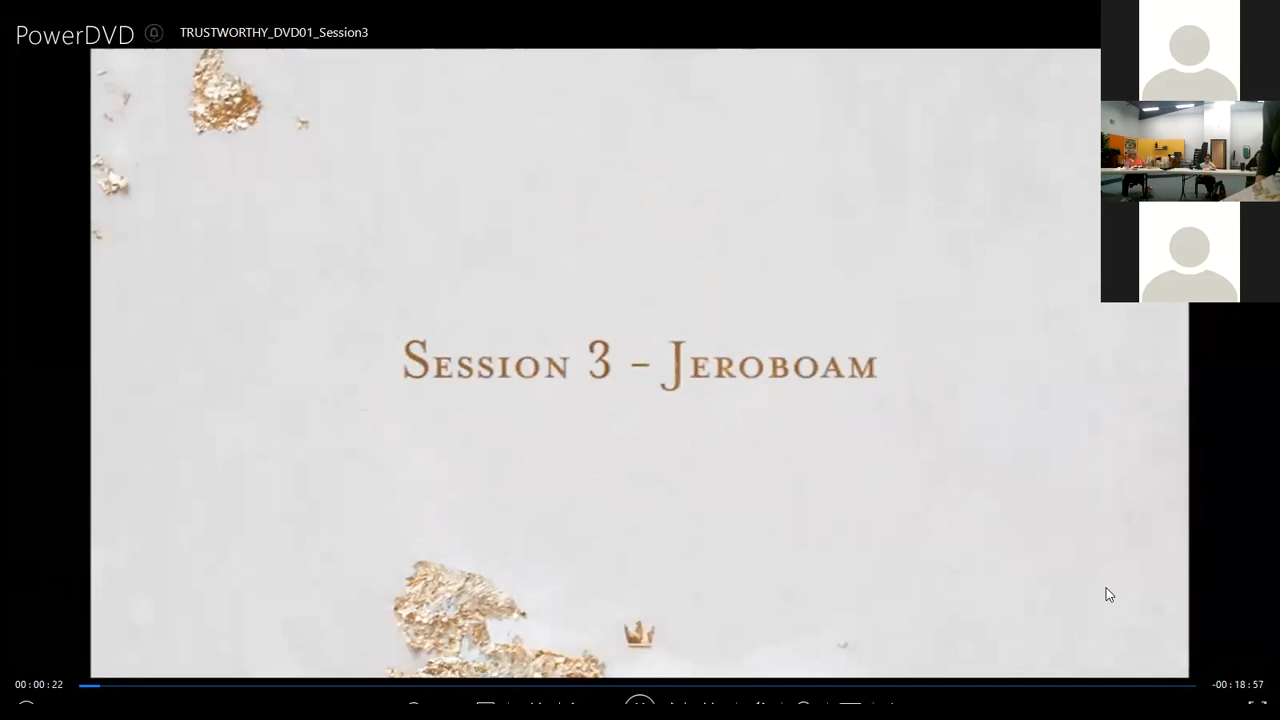 PowerDVD
TRUSTWORTHY_DVD01_Session3
Session 3 – Jeroboam
00:00:22
-00:18:57